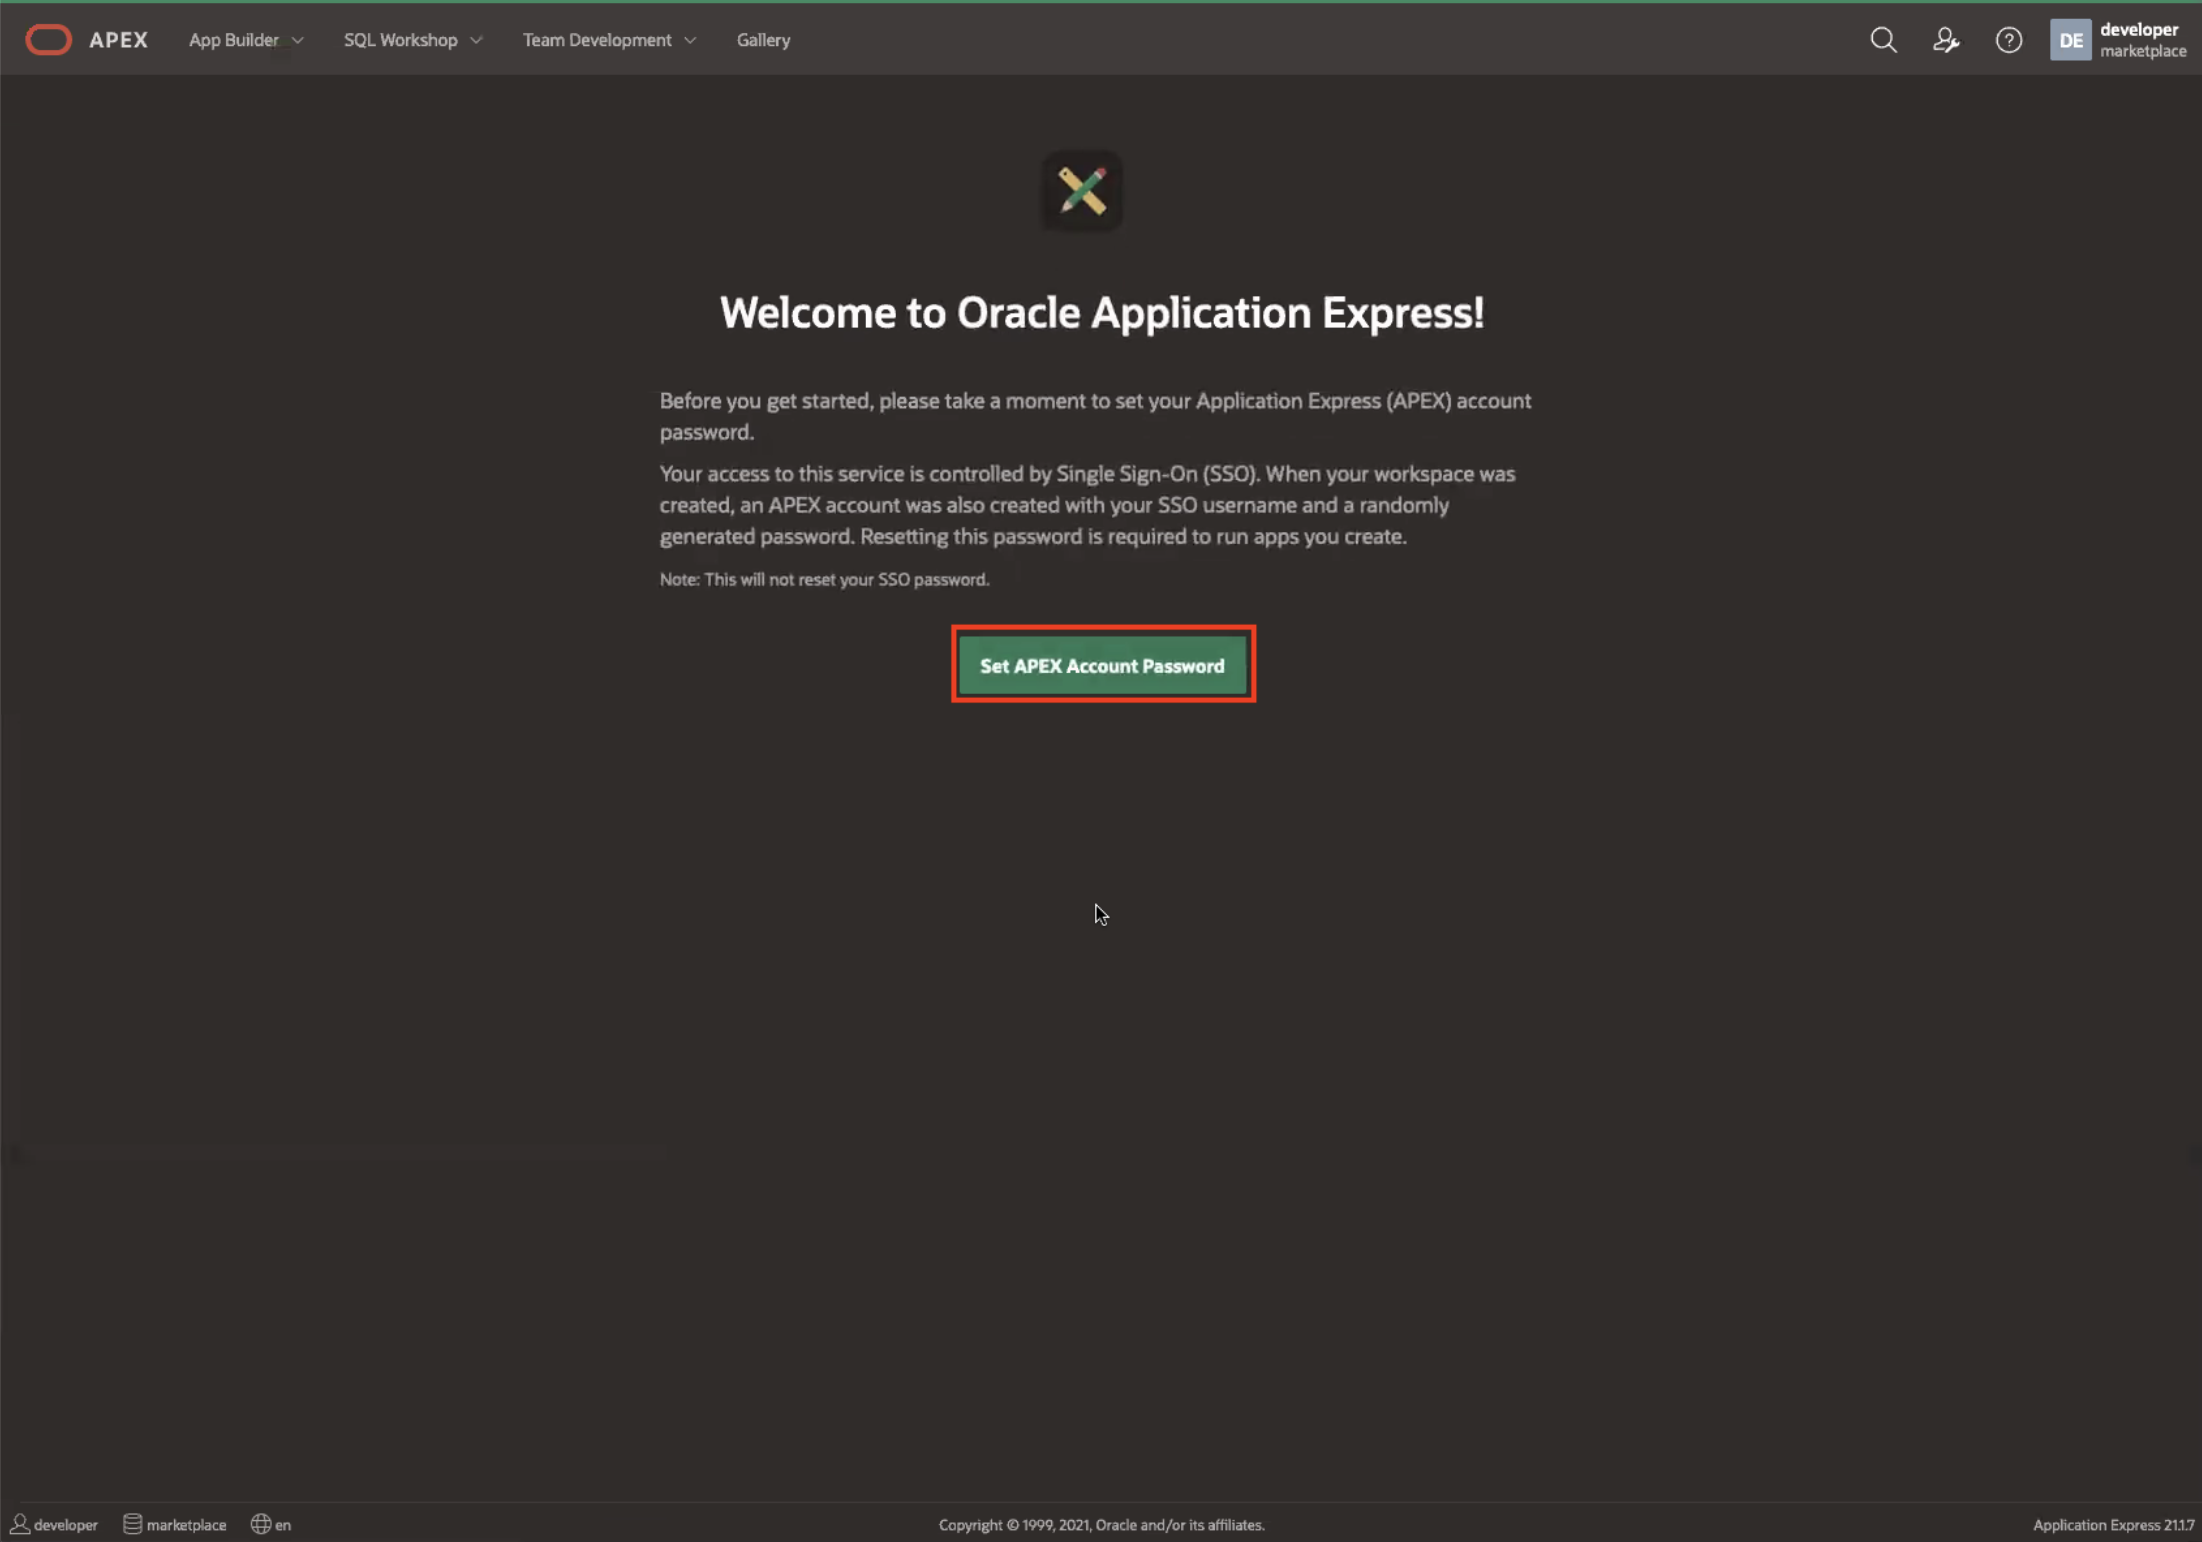 APEX
App Builder
SQL Workshop
Team Development
Gallery
DE
developer
marketplace
Welcome to Oracle Application Express!
Before you get started, please take a moment to set your Application Express (APEX) account
password.
Your access to this service is controlled by Single Sign-On (SSO). When your workspace was
created, an APEX account was also created with your SSO username and a randomly
generated password. Resetting this password is required to run apps you create.
Note: This will not reset your SSO password.
Set APEX Account Password
developer
marketplace
en
Copyright © 1999, 2021, Oracle and/or its affiliates.
Application Express 21.1.7